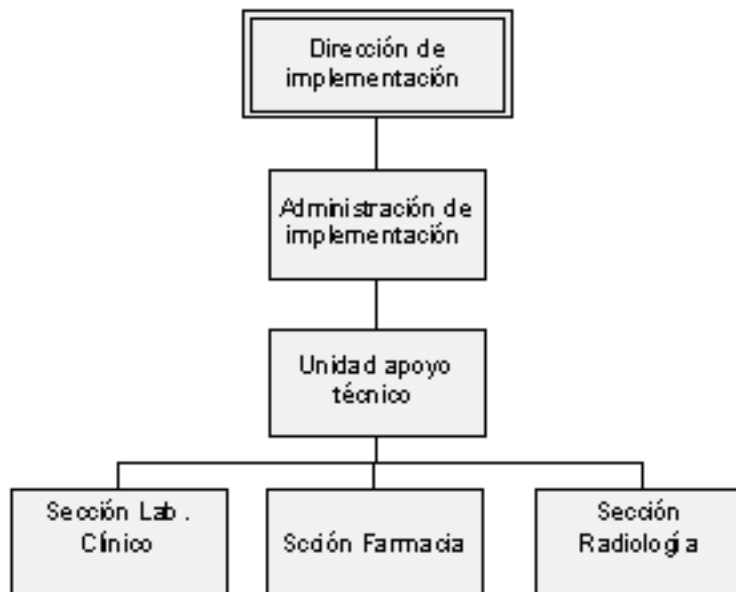 Dirección de
implementación
Administración de
implementación
Unidad apoyo
técnico
Sección Lab.
Clínico
Scción Farmacia
Sección
Radiología